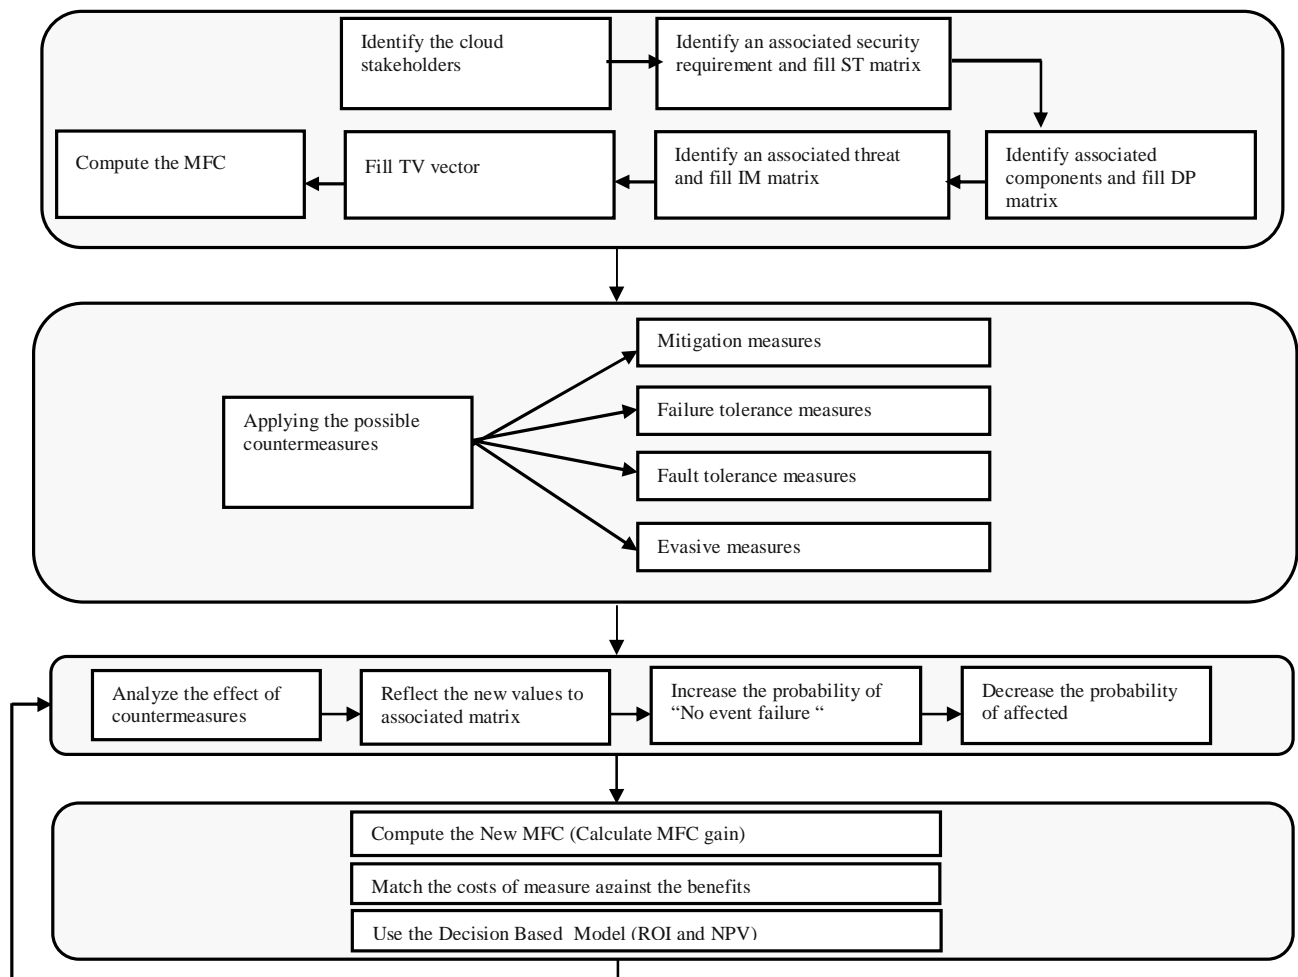 Identify the cloud
stakeholders
Identify an associated security
requirement and fill ST matrix
Compute the MFC
Fill TV vector
Identify an associated threat
and fill IM matrix
Identify associated
components and fill DP
matrix
Applying the possible
countermeasures
Mitigation measures
Failure tolerance measures
Fault tolerance measures
Evasive measures
Analyze the effect of
countermeasures
Reflect the new values to
associated matrix
Increase the probability of
“No event failure “
Decrease the probability
of affected
Compute the New MFC (Calculate MFC gain)
Match the costs of measure against the benefits
Use the Decision Based Model (ROI and NPV)